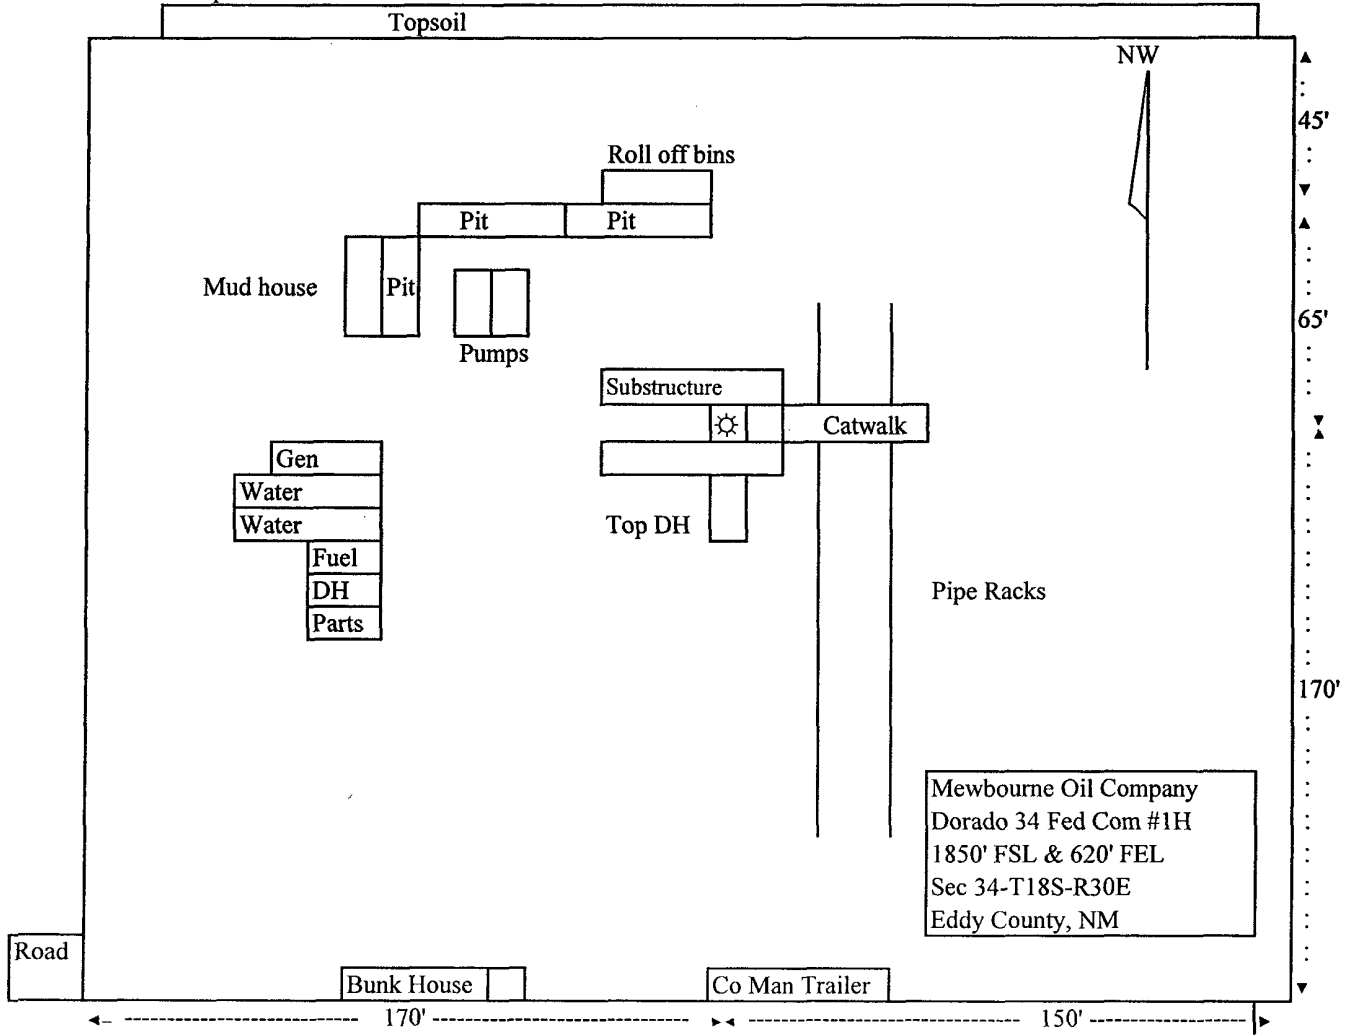 Topsoil
NW
45'
Roll off bins
Pit
Pit
Mud house
Pit
65'
Pumps
Substructure
Catwalk
Gen
Water
Water
Top DH
Fuel
DH
Pipe Racks
Parts
170'
Mewbourne Oil Company
Dorado 34 Fed Com #1H
1850' FSL & 620' FEL
Sec 34-T18S-R30E
Eddy County, NM
Road
Bunk House
Co Man Trailer
170'
150'